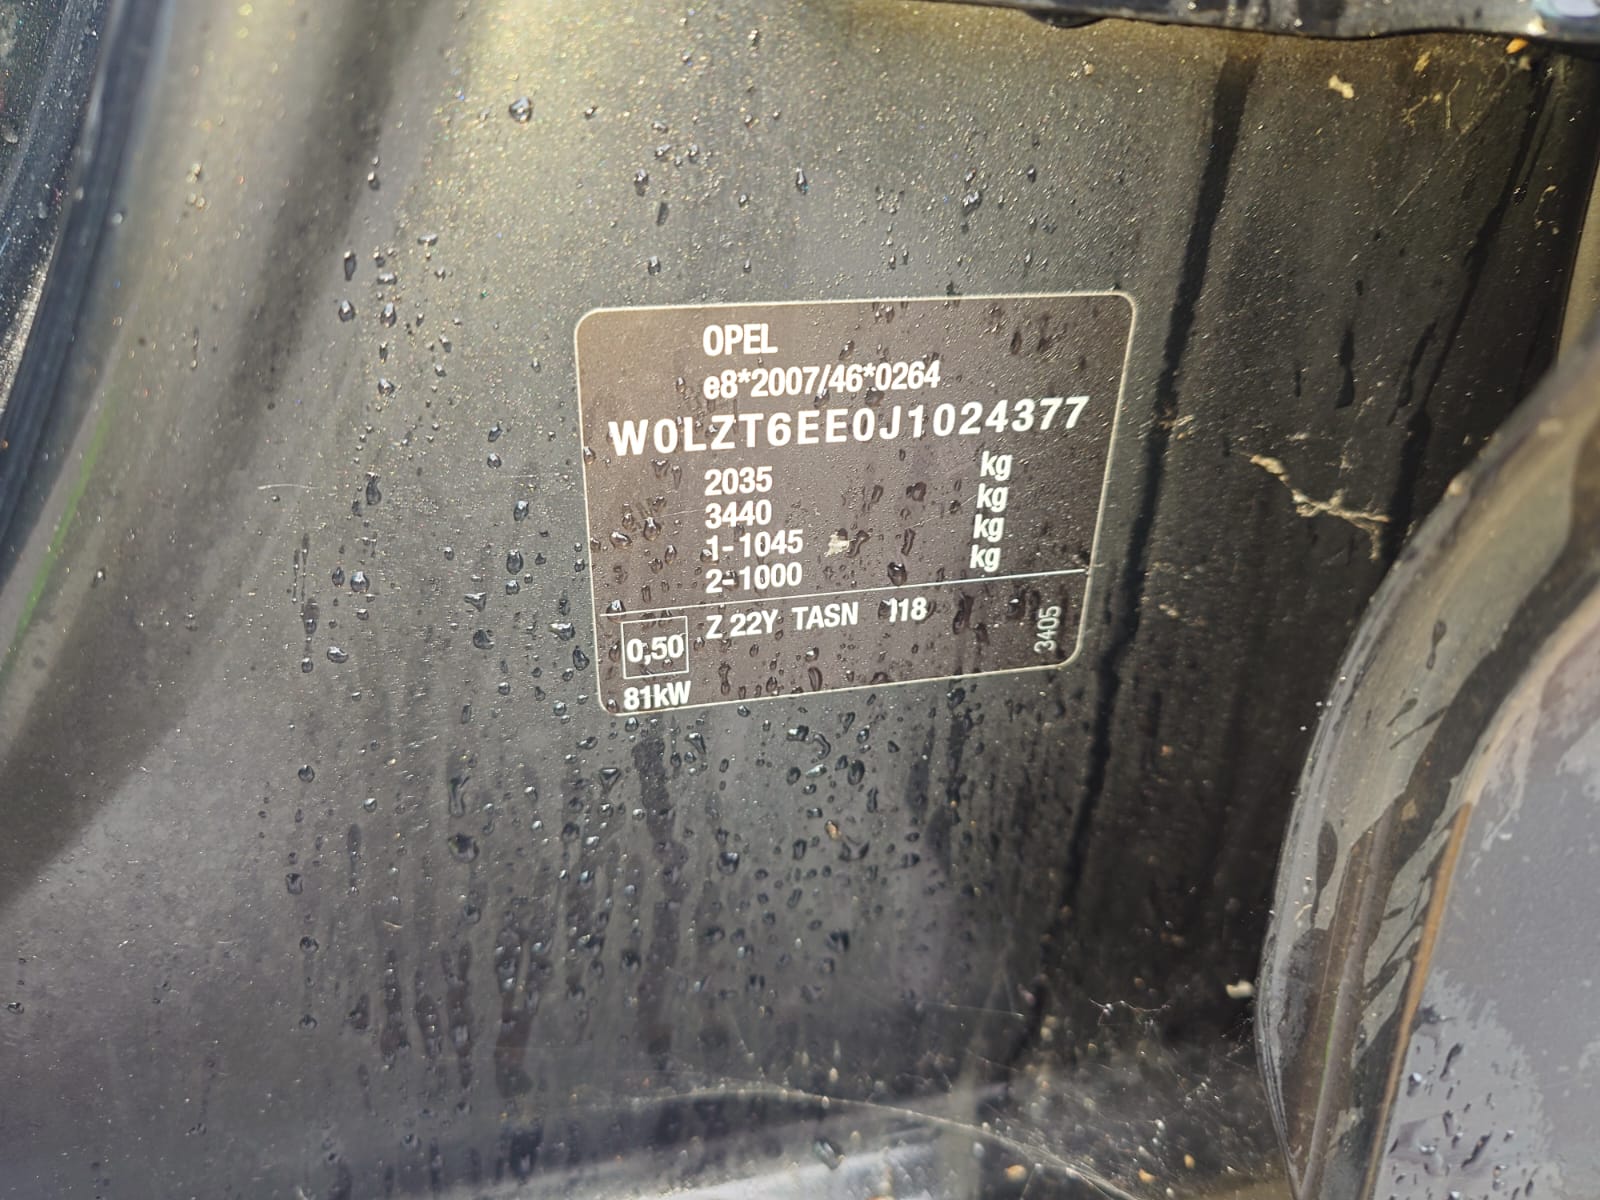 OPEL
e8*2007/46*0264
W0LZT6EE0J1024377
2035 kg
3440 kg
1-1045 kg
2-1000 kg
0,50 Z 22Y TASN 118 3405
81kW